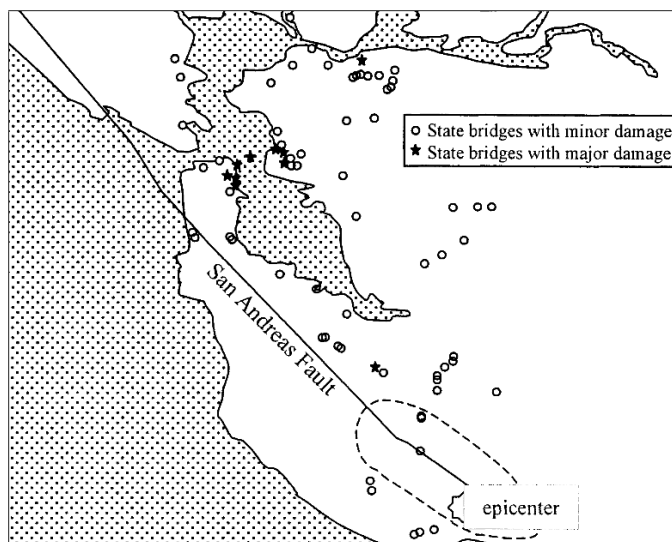 State bridges with minor damage
State bridges with major damage
San Andreas Fault
epicenter